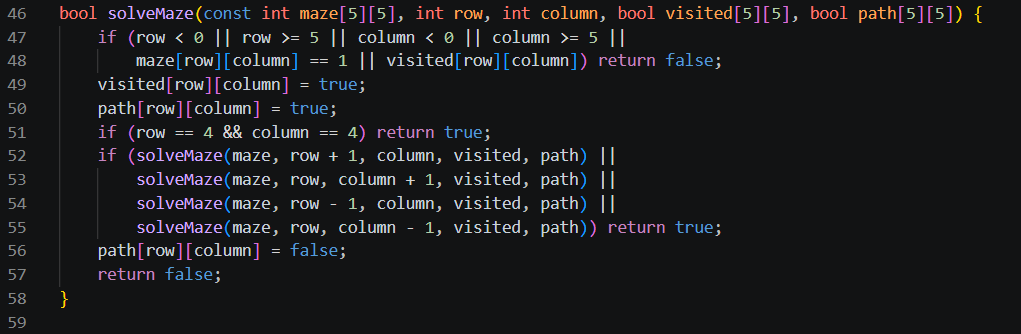 46 bool solveMaze(const int maze[5][5], int row, int column, bool visited[5][5], bool path[5][5]) {
47     if (row < 0 || row >= 5 || column < 0 || column >= 5 ||
48         maze[row][column] == 1 || visited[row][column]) return false;
49     visited[row][column] = true;
50     path[row][column] = true;
51     if (row == 4 && column == 4) return true;
52     if (solveMaze(maze, row + 1, column, visited, path) ||
53         solveMaze(maze, row, column + 1, visited, path) ||
54         solveMaze(maze, row - 1, column, visited, path) ||
55         solveMaze(maze, row, column - 1, visited, path)) return true;
56     path[row][column] = false;
57     return false;
58 }
59